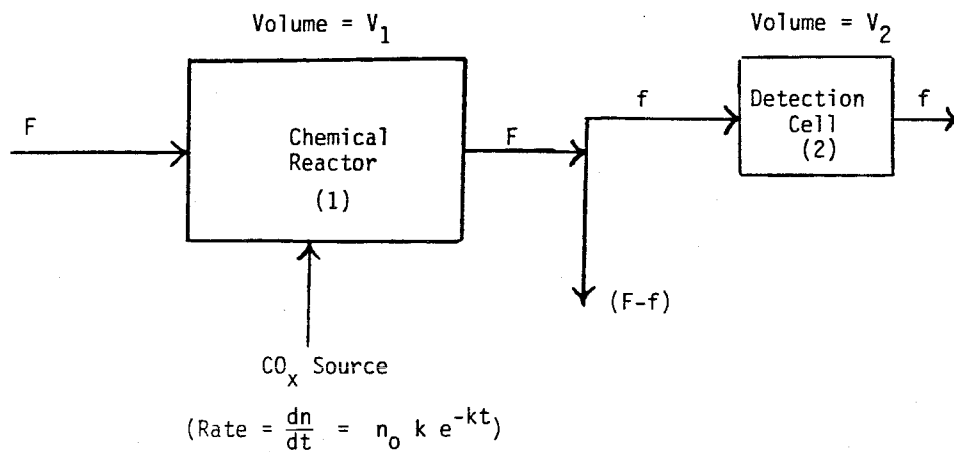 Volume = V₁
Volume = V₂
F
Chemical
Reactor
(1)
F
f
Detection
Cell
(2)
f
(F-f)
COₓ Source
(Rate = dn/dt = nₒ k e^-kt)